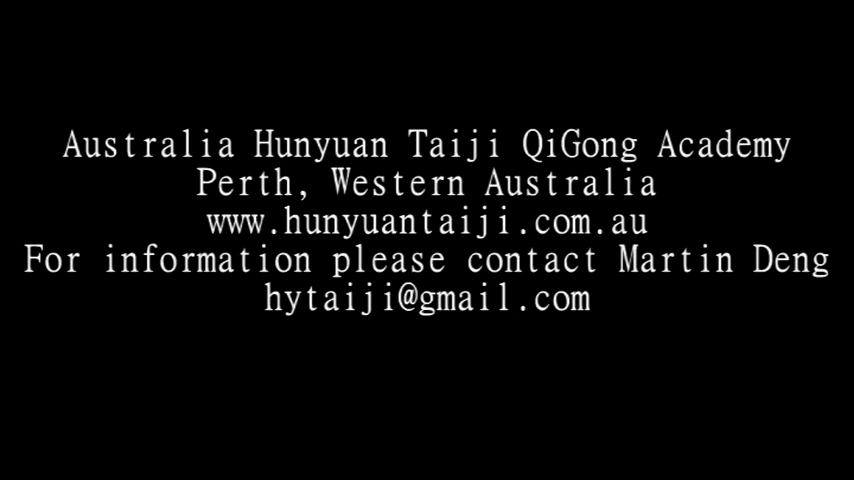 Australia Hunyuan Taiji QiGong Academy
Perth, Western Australia
www.hunyuantaiji.com.au
For information please contact Martin Deng
hytaiji@gmail.com